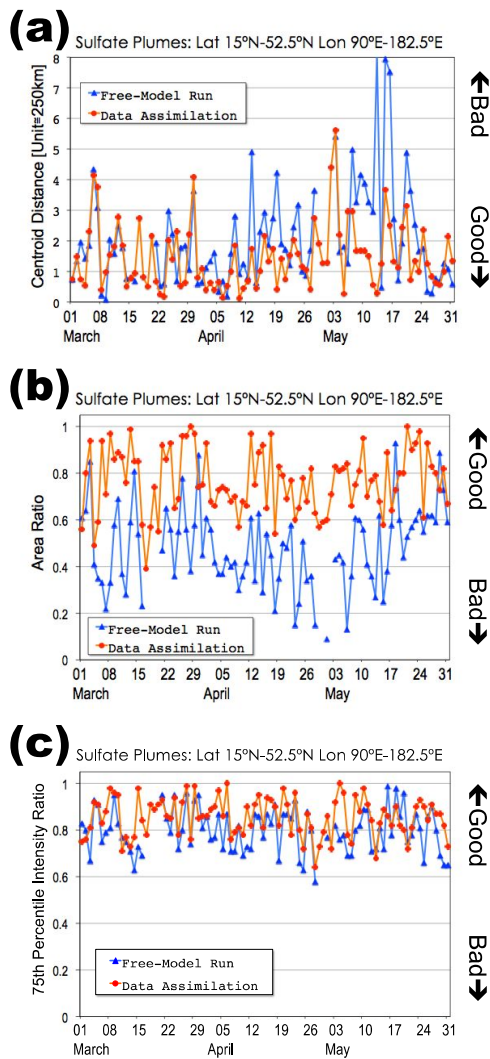 (a)
Sulfate Plumes: Lat 15ºN-52.5ºN Lon 90ºE-182.5ºE
Centroid Distance [Unit=250km]
8
7
6
5
4
3
2
1
0
Free-Model Run
Data Assimilation
01 08 15 22 29 05 12 19 26 03 10 17 24 31
March April May
←Bad
Good→
(b)
Sulfate Plumes: Lat 15ºN-52.5ºN Lon 90ºE-182.5ºE
Area Ratio
1
0.8
0.6
0.4
0.2
0
Free-Model Run
Data Assimilation
01 08 15 22 29 05 12 19 26 03 10 17 24 31
March April May
←Good
Bad→
(c)
Sulfate Plumes: Lat 15ºN-52.5ºN Lon 90ºE-182.5ºE
75th Percentile Intensity Ratio
1
0.8
0.6
0.4
0.2
0
Free-Model Run
Data Assimilation
01 08 15 22 29 05 12 19 26 03 10 17 24 31
March April May
←Good
Bad→